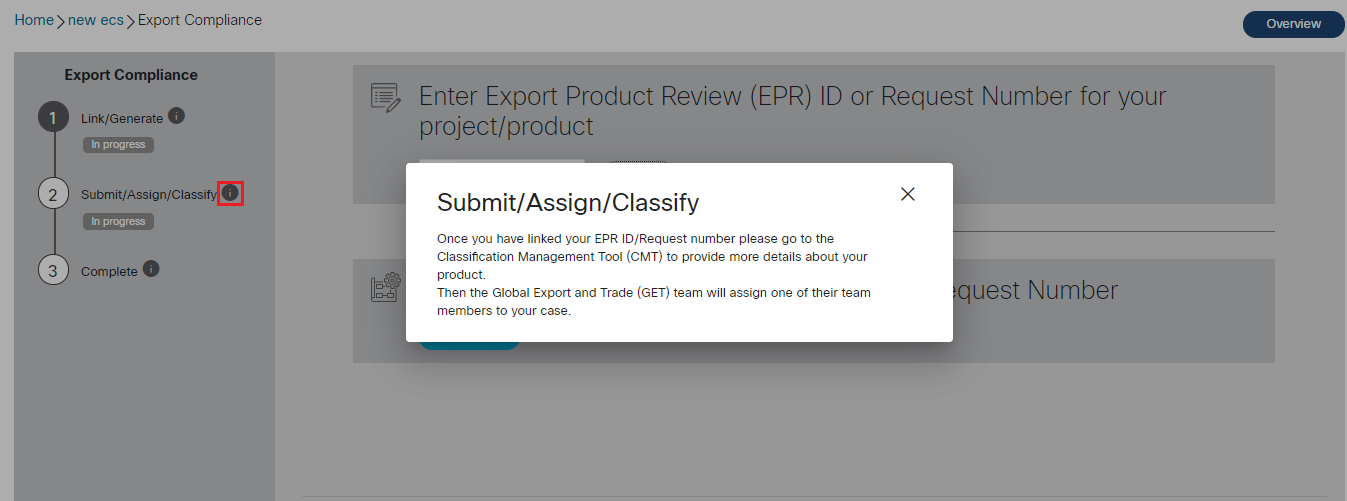 Home > new ecs > Export Compliance
Overview
Export Compliance
1 Link/Generate i
In progress
2 Submit/Assign/Classify i
In progress
3 Complete i
Enter Export Product Review (EPR) ID or Request Number for your
project/product
Submit/Assign/Classify
Once you have linked your EPR ID/Request number please go to the
Classification Management Tool (CMT) to provide more details about your
product.
Then the Global Export and Trade (GET) team will assign one of their team
members to your case.
Number